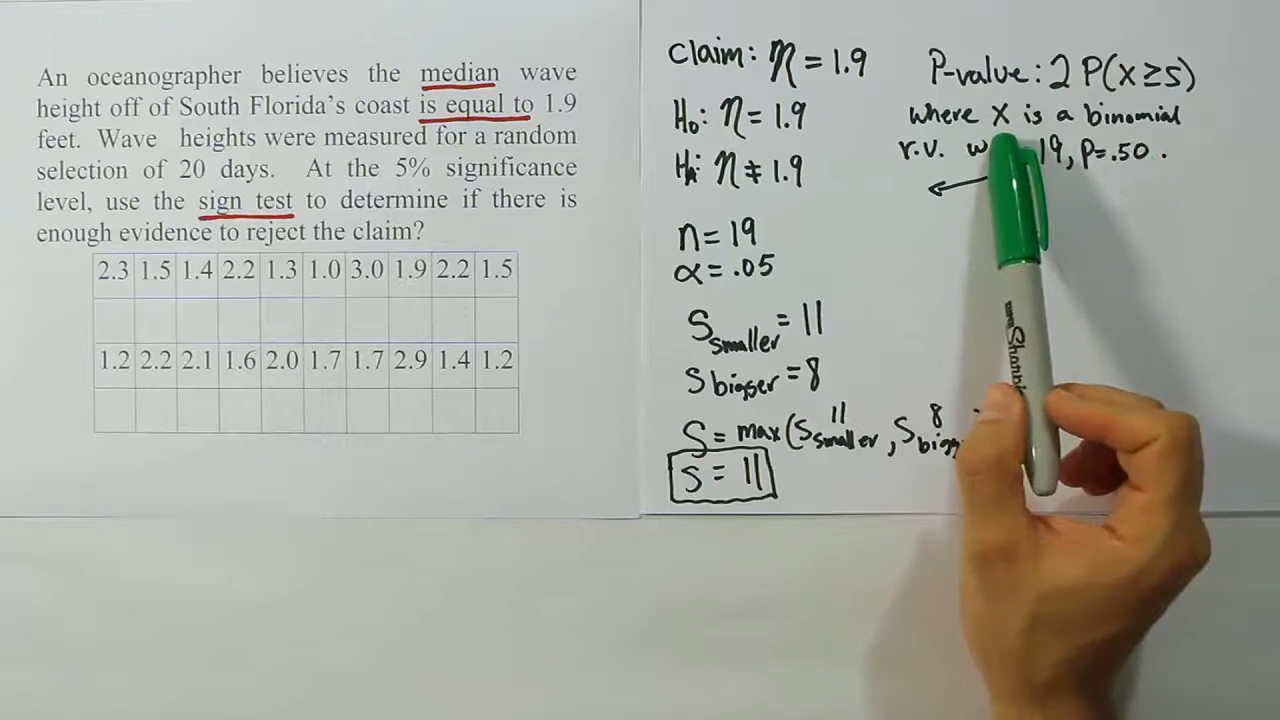 An oceanographer believes the median wave
height off of South Florida's coast is equal to 1.9
feet. Wave heights were measured for a random
selection of 20 days. At the 5% significance
level, use the sign test to determine if there is
enough evidence to reject the claim?
2.3 1.5 1.4 2.2 1.3 1.0 3.0 1.9 2.2 1.5
1.2 2.2 2.1 1.6 2.0 1.7 1.7 2.9 1.4 1.2
Claim: η = 1.9
H₀: η = 1.9
Hₐ: η ≠ 1.9
n = 19
α = .05
S smaller = 11
S bigger = 8
11 8
S = max(S smaller, S
s = 11
P-value: 2 P(x ≥ s)
where X is a binomial
r.v. 19, p=.50.
Sharpie